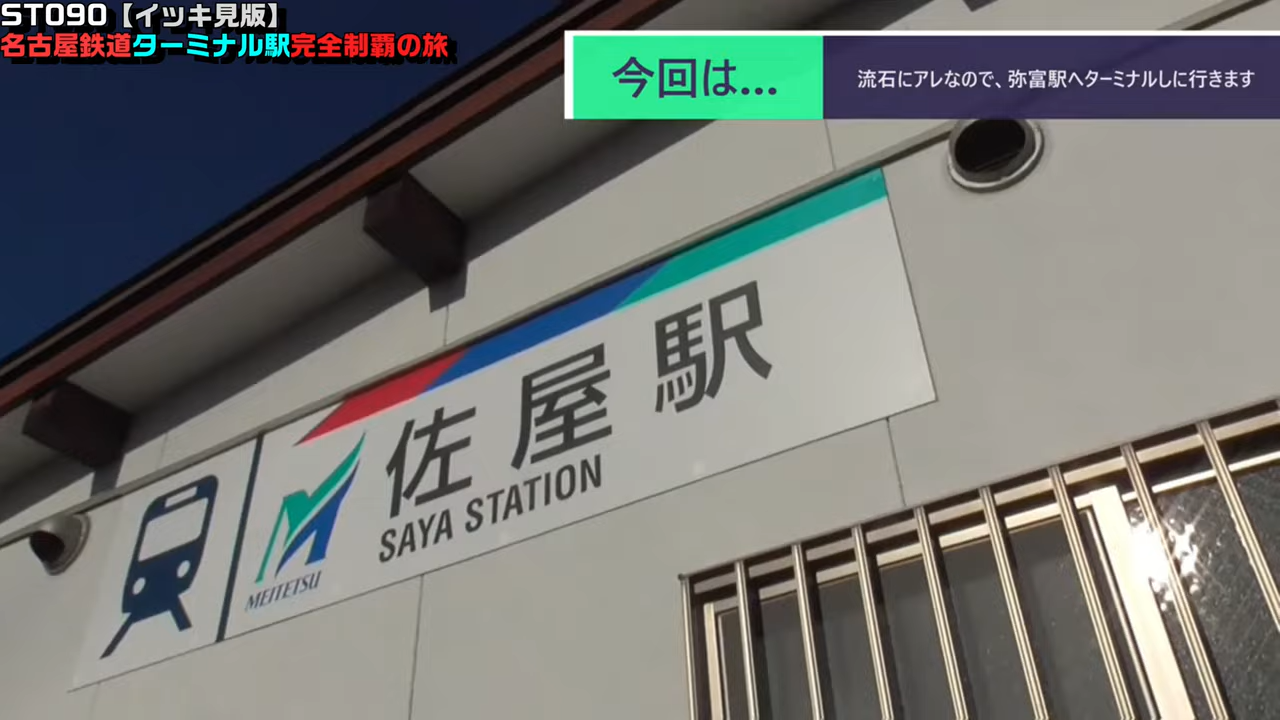 ST090【イッキ見版】
名古屋鉄道ターミナル駅完全制覇の旅
今回は...
流石にアレなので、弥富駅へターミナルしに行きます
佐屋駅
SAYA STATION
MEITETSU